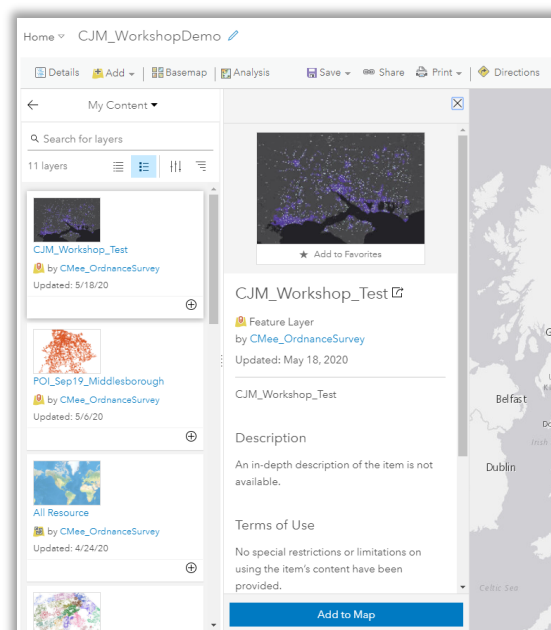 Home CJM_WorkshopDemo
Details Add Basemap Analysis Save Share Print Directions
My Content
Search for layers
11 layers
CJM_Workshop_Test
by CMee_OrdnanceSurvey
Updated: 5/18/20
POI_Sep19_Middlesborough
by CMee_OrdnanceSurvey
Updated: 5/6/20
All Resource
by CMee_OrdnanceSurvey
Updated: 4/24/20
Add to Favorites
CJM_Workshop_Test
Feature Layer
by CMee_OrdnanceSurvey
Updated: May 18, 2020
CJM_Workshop_Test
Description
An in-depth description of the item is not
available.
Terms of Use
No special restrictions or limitations on
using the item's content have been
provided.
Add to Map
Belfast
Dublin
Irish
Celtic Sea